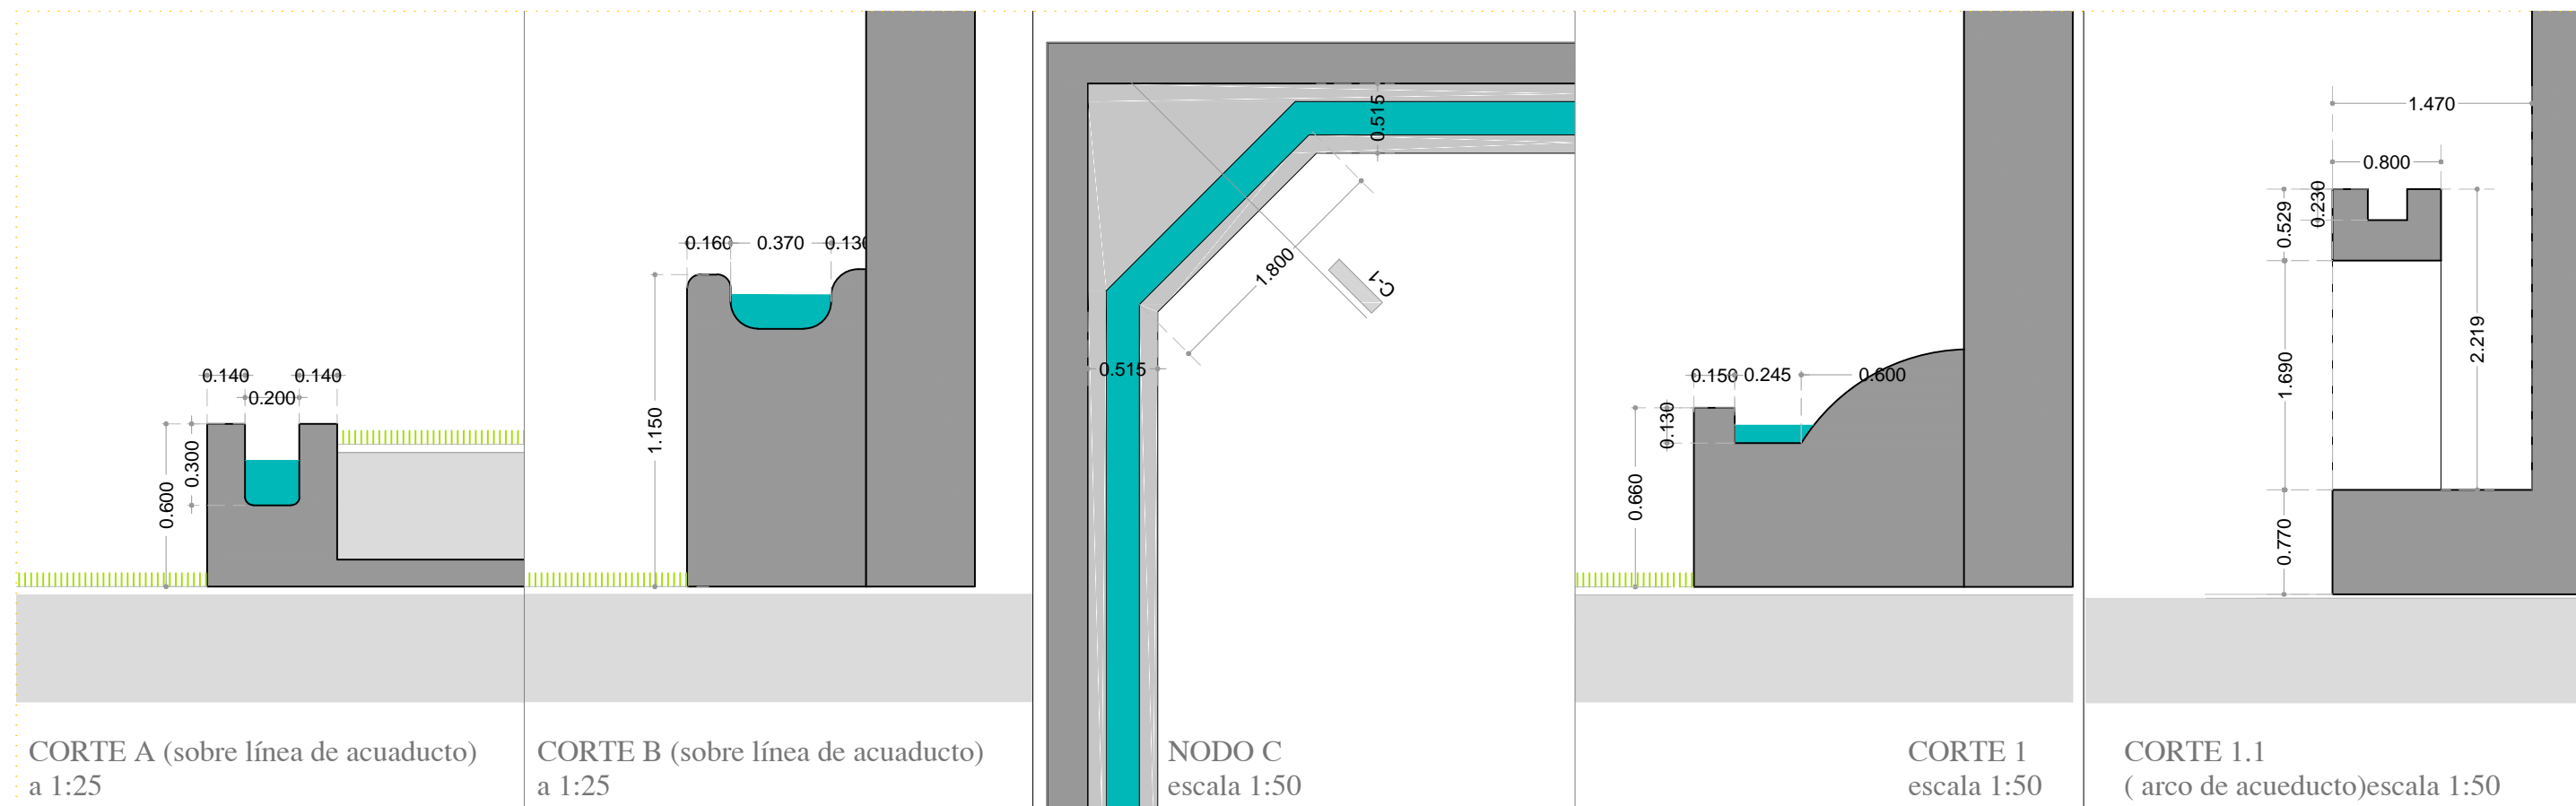 0.140
0.140
0.200
0.300
0.600
CORTE A (sobre línea de acuaducto)
a 1:25
0.160
0.370
0.130
1.150
CORTE B (sobre línea de acuaducto)
a 1:25
0.515
1.800
C-1
0.515
NODO C
escala 1:50
0.150
0.245
0.600
0.130
0.660
CORTE 1
escala 1:50
1.470
0.800
0.230
0.529
2.219
1.690
0.770
CORTE 1.1
( arco de acueducto)escala 1:50